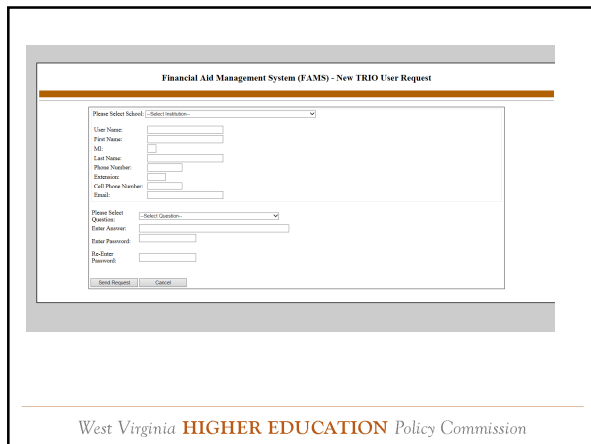 Financial Aid Management System (FAMS) - New TRIO User Request
Please Select School: --Select Institution--
User Name:
First Name:
MI:
Last Name:
Phone Number:
Extension:
Cell Phone Number:
Email:
Please Select
Question: --Select Question--
Enter Answer:
Enter Password:
Re-Enter
Password:
Send Request Cancel
West Virginia HIGHER EDUCATION Policy Commission